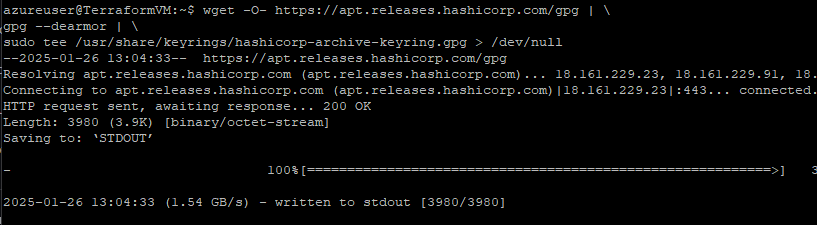 azureuser@TerraformVM:~$ wget -O- https://apt.releases.hashicorp.com/gpg | \
gpg --dearmor | \
sudo tee /usr/share/keyrings/hashicorp-archive-keyring.gpg > /dev/null
--2025-01-26 13:04:33--  https://apt.releases.hashicorp.com/gpg
Resolving apt.releases.hashicorp.com (apt.releases.hashicorp.com)... 18.161.229.23, 18.161.229.91, 18.
Connecting to apt.releases.hashicorp.com (apt.releases.hashicorp.com)|18.161.229.23|:443... connected.
HTTP request sent, awaiting response... 200 OK
Length: 3980 (3.9K) [binary/octet-stream]
Saving to: ‘STDOUT’
- 100%[==========================================================>] 3
2025-01-26 13:04:33 (1.54 GB/s) - written to stdout [3980/3980]